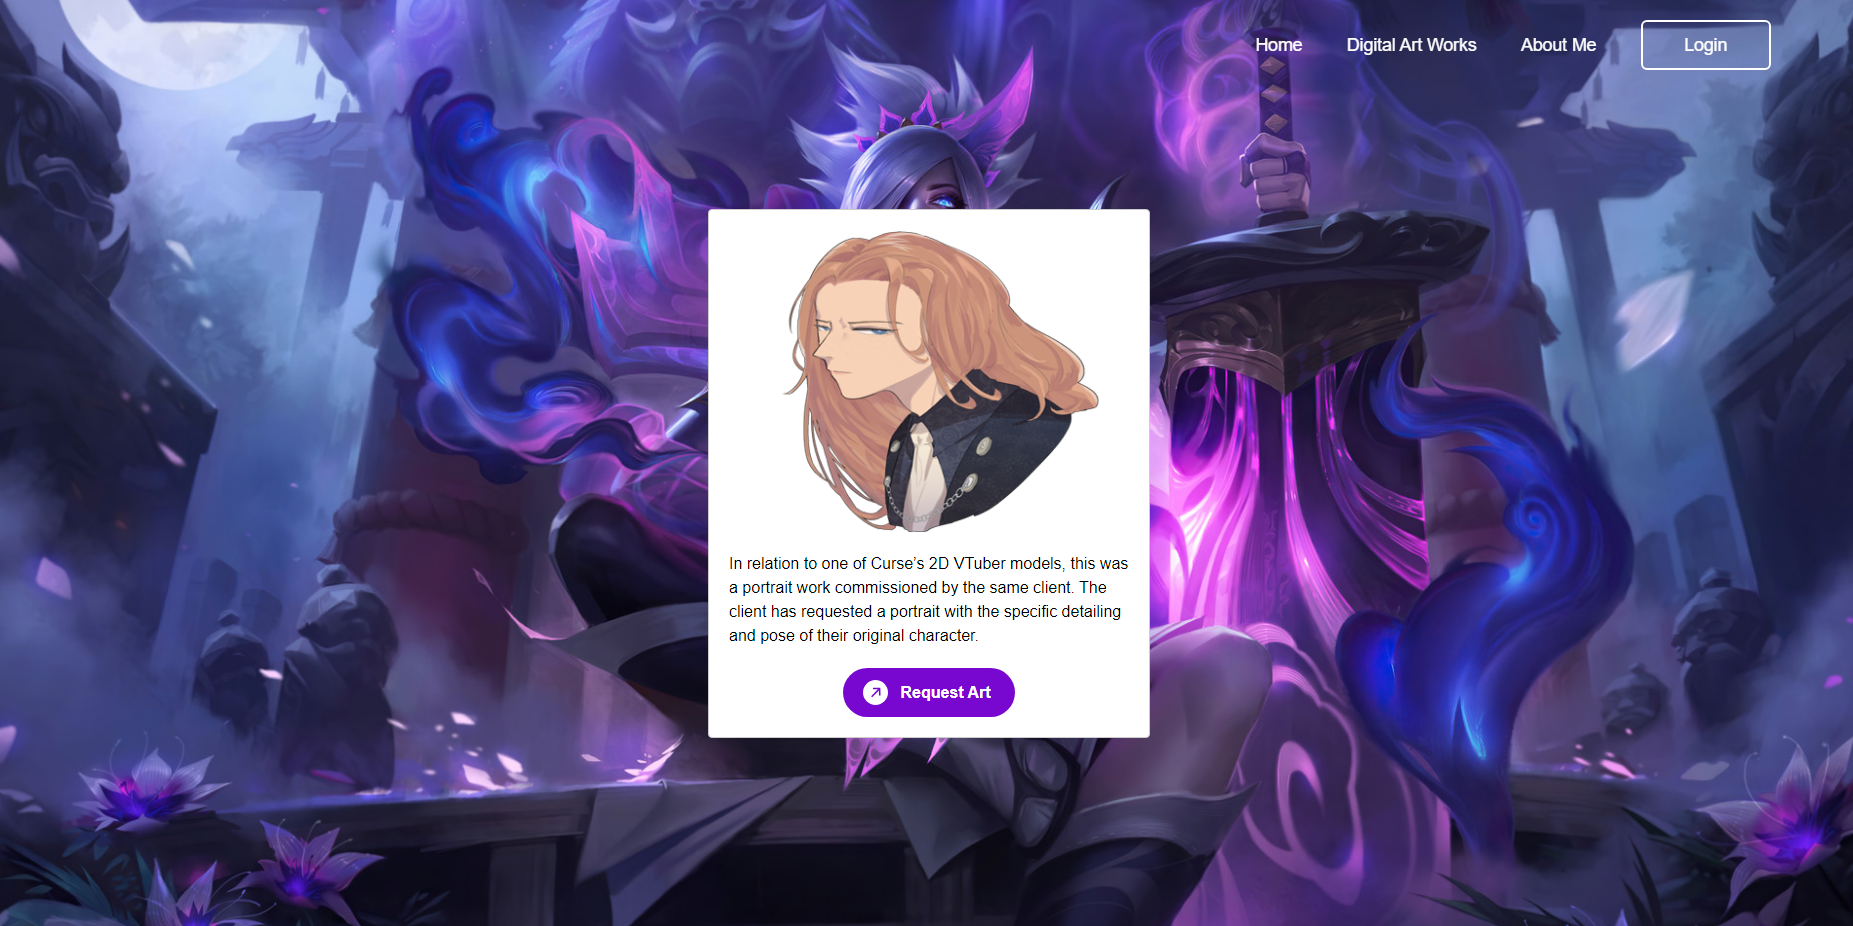 Home
Digital Art Works
About Me
Login
In relation to one of Curse’s 2D VTuber models, this was
a portrait work commissioned by the same client. The
client has requested a portrait with the specific detailing
and pose of their original character.
Request Art